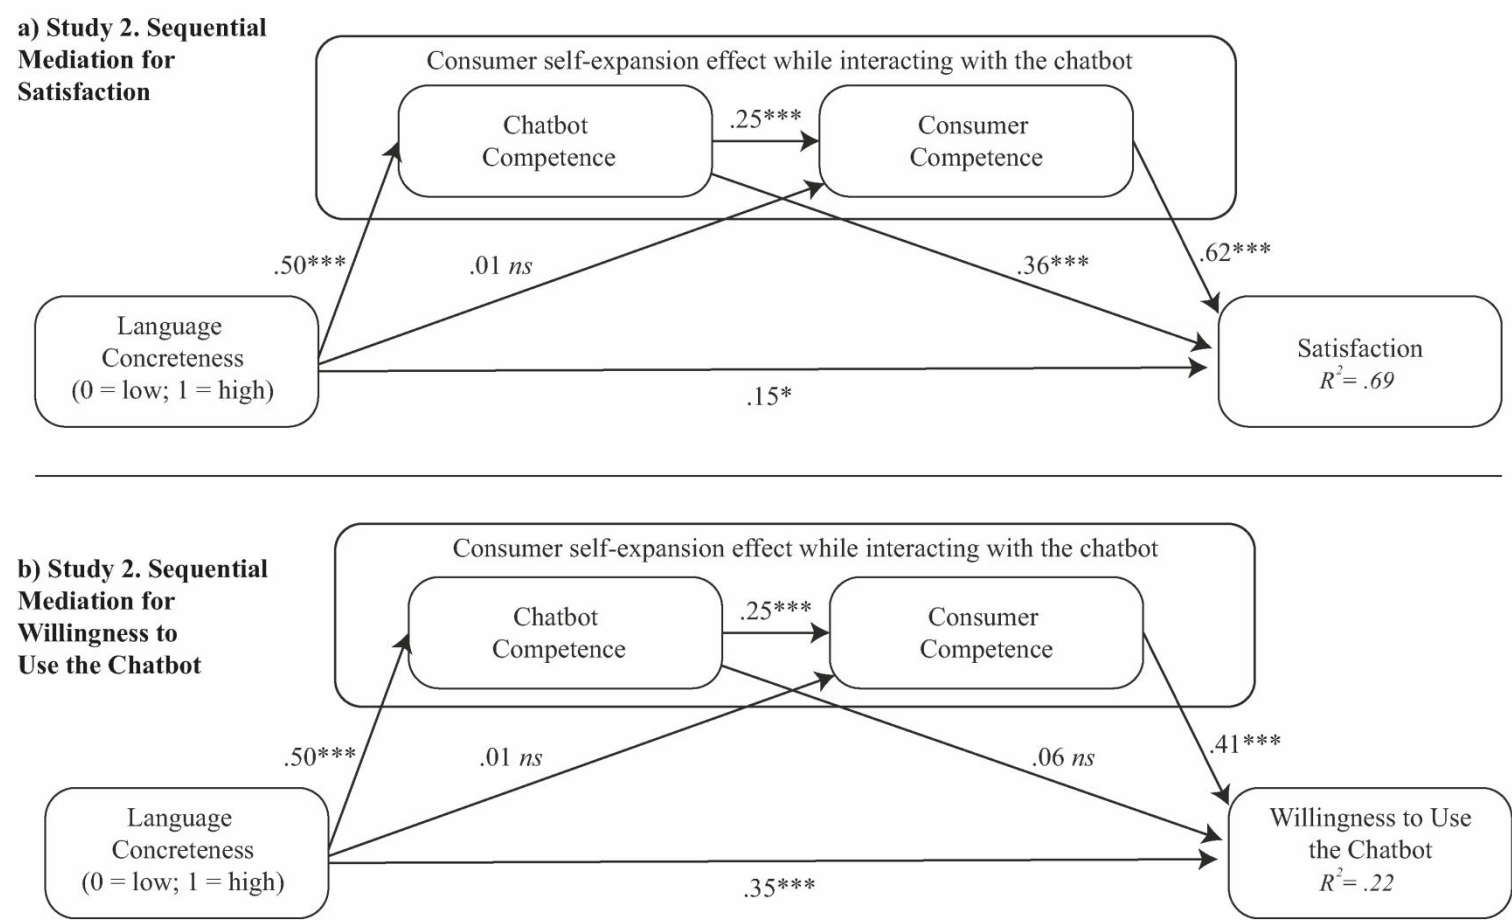 a) Study 2. Sequential
Mediation for
Satisfaction
Consumer self-expansion effect while interacting with the chatbot
Chatbot
Competence
.25***
Consumer
Competence
.50***
.01 ns
.36***
.62***
Language
Concreteness
(0 = low; 1 = high)
Satisfaction
R²= .69
.15*
b) Study 2. Sequential
Mediation for
Willingness to
Use the Chatbot
Consumer self-expansion effect while interacting with the chatbot
Chatbot
Competence
.25***
Consumer
Competence
.50***
.01 ns
.06 ns
.41***
Language
Concreteness
(0 = low; 1 = high)
Willingness to Use
the Chatbot
R²= .22
.35***